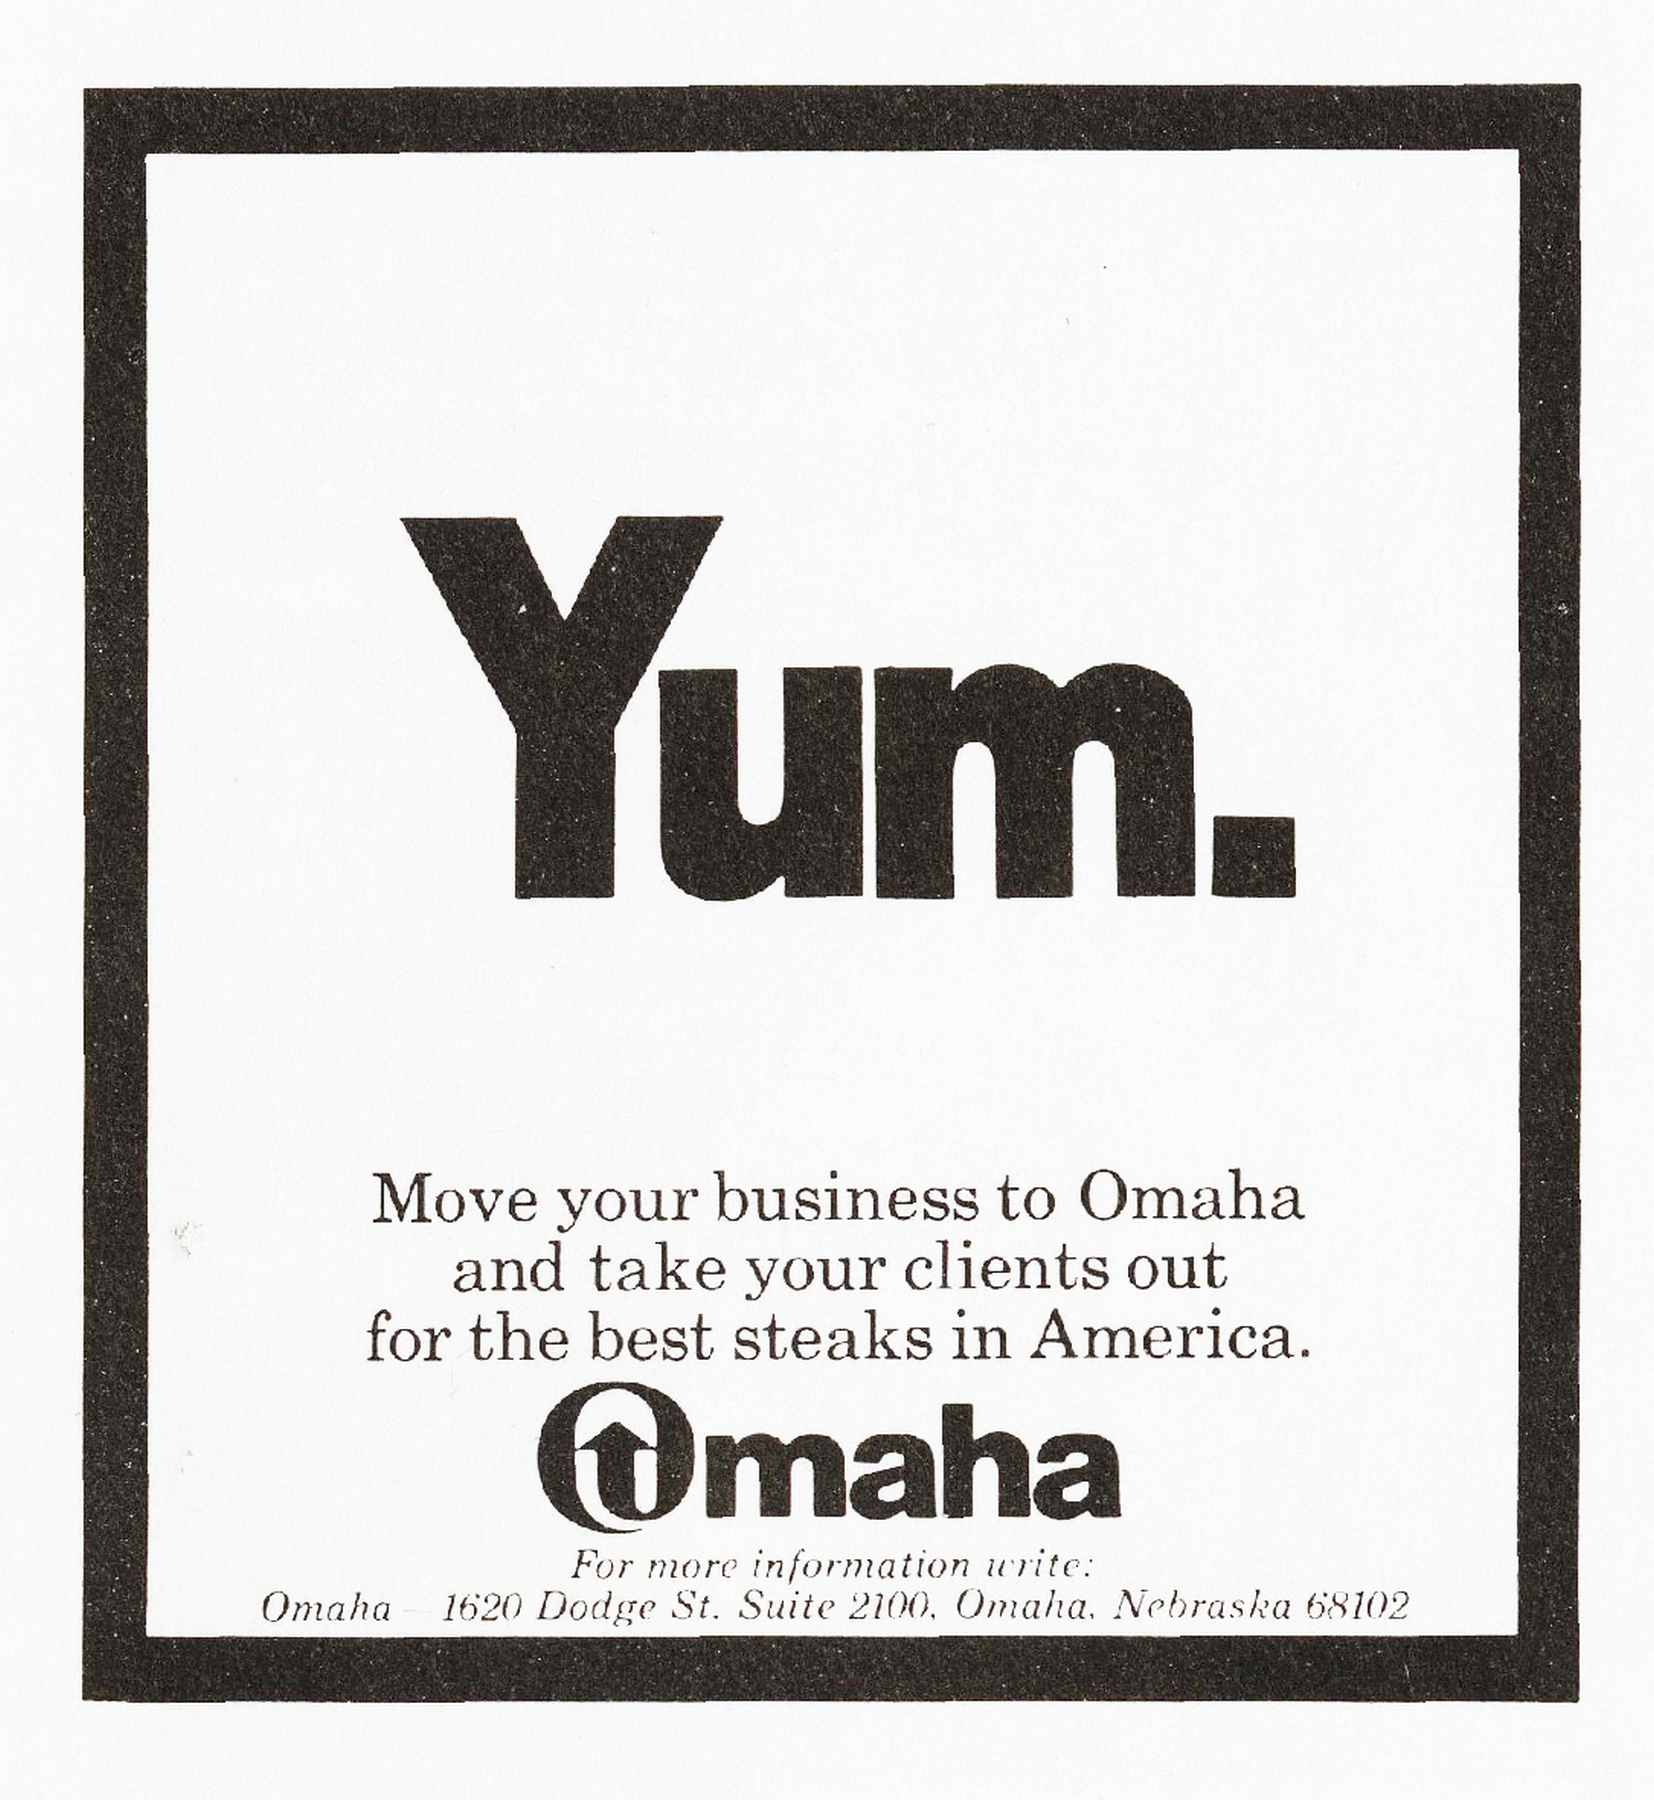 Yum.
Move your business to Omaha
and take your clients out
for the best steaks in America.
Omaha
For more information write:
Omaha — 1620 Dodge St. Suite 2100, Omaha, Nebraska 68102